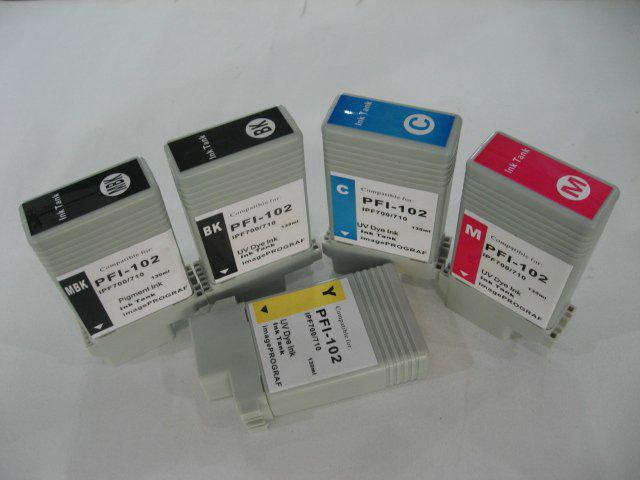 MBK
Ink Tank
MBK
Compatible for:
PFI-102
IPF700/710 130ml
Pigment Ink
Ink Tank
imagePROGRAF
BK
Ink Tank
BK
Compatible for:
PFI-102
IPF700/710 130ml
UV Dye Ink
Ink Tank
imagePROGRAF
C
Ink Tank
C
Compatible for:
PFI-102
IPF700/710 130ml
UV Dye Ink
Ink Tank
imagePROGRAF
M
Ink Tank
M
Compatible for:
PFI-102
IPF700/710 130ml
UV Dye Ink
Ink Tank
imagePROGRAF
Y
Compatible for:
PFI-102
IPF700/710 130ml
UV Dye Ink
Ink Tank
imagePROGRAF